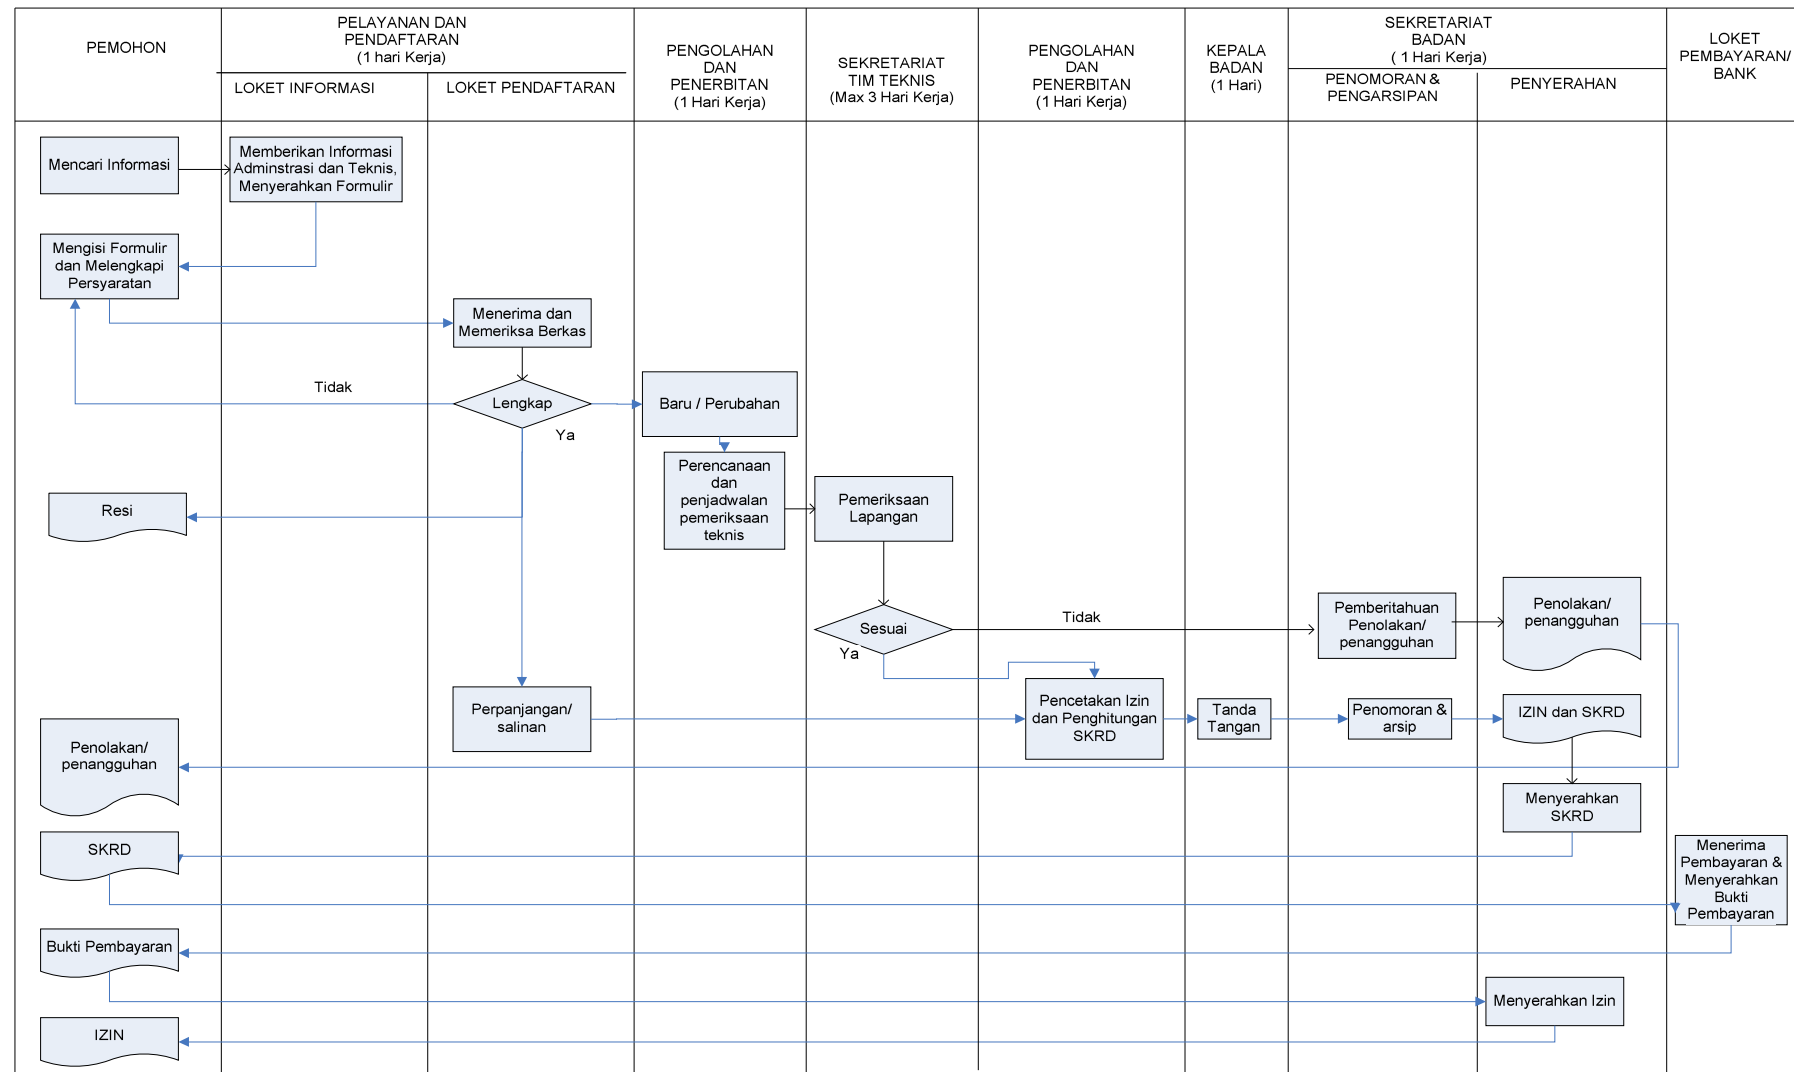 PEMOHON
PELAYANAN DAN
PENDAFTARAN
(1 hari Kerja)
LOKET INFORMASI
LOKET PENDAFTARAN
PENGOLAHAN
DAN
PENERBITAN
(1 Hari Kerja)
SEKRETARIAT
TIM TEKNIS
(Max 3 Hari Kerja)
PENGOLAHAN
DAN
PENERBITAN
(1 Hari Kerja)
KEPALA
BADAN
(1 Hari)
SEKRETARIAT
BADAN
( 1 Hari Kerja)
PENOMORAN &
PENGARSIPAN
PENYERAHAN
LOKET
PEMBAYARAN/
BANK
Mencari Informasi
Memberikan Informasi
Adminstrasi dan Teknis,
Menyerahkan Formulir
Mengisi Formulir
dan Melengkapi
Persyaratan
Menerima dan
Memeriksa Berkas
Tidak
Lengkap
Ya
Baru / Perubahan
Perencanaan
dan
penjadwalan
pemeriksaan
teknis
Resi
Pemeriksaan
Lapangan
Sesuai
Tidak
Ya
Pemberitahuan
Penolakan/
penangguhan
Penolakan/
penangguhan
Perpanjangan/
salinan
Pencetakan Izin
dan Penghitungan
SKRD
Tanda
Tangan
Penomoran &
arsip
IZIN dan SKRD
Penolakan/
penangguhan
Menyerahkan
SKRD
SKRD
Menerima
Pembayaran &
Menyerahkan
Bukti
Pembayaran
Bukti Pembayaran
Menyerahkan Izin
IZIN